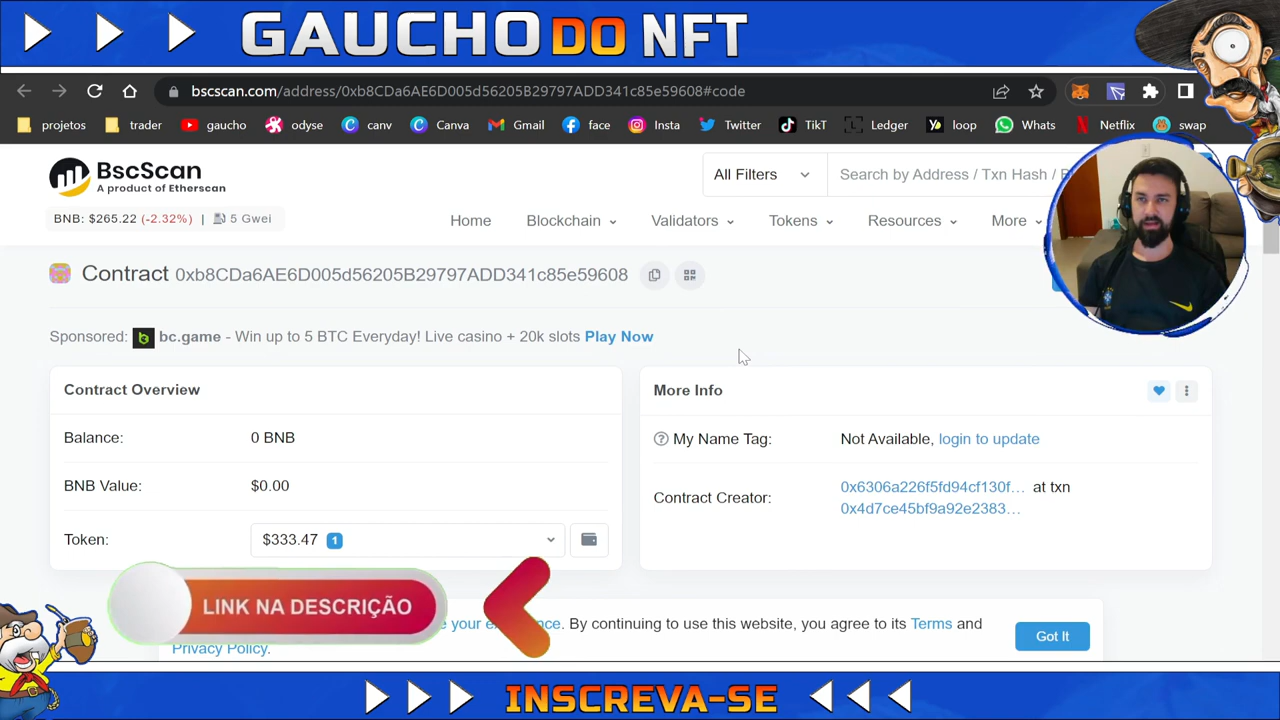 GAUCHO DO NFT
bscscan.com/address/0xb8CDa6AE6D005d56205B29797ADD341c85e59608#code
projetos trader gaucho odyse canv Canva Gmail face Insta Twitter TikT Ledger loop Whats Netflix swap
BscScan
A product of Etherscan
All Filters
Search by Address / Txn Hash /
BNB: $265.22 (-2.32%) | 5 Gwei
Home Blockchain Validators Tokens Resources More
Contract 0xb8CDa6AE6D005d56205B29797ADD341c85e59608
Sponsored: bc.game - Win up to 5 BTC Everyday! Live casino + 20k slots Play Now
Contract Overview
Balance: 0 BNB
BNB Value: $0.00
Token: $333.47 1
More Info
My Name Tag: Not Available, login to update
Contract Creator: 0x6306a226f5fd94cf130f... at txn
0x4d7ce45bf9a92e2383...
LINK NA DESCRIÇÃO
your. By continuing to use this website, you agree to its Terms and
Privacy Policy.
Got It
INSCREVA-SE